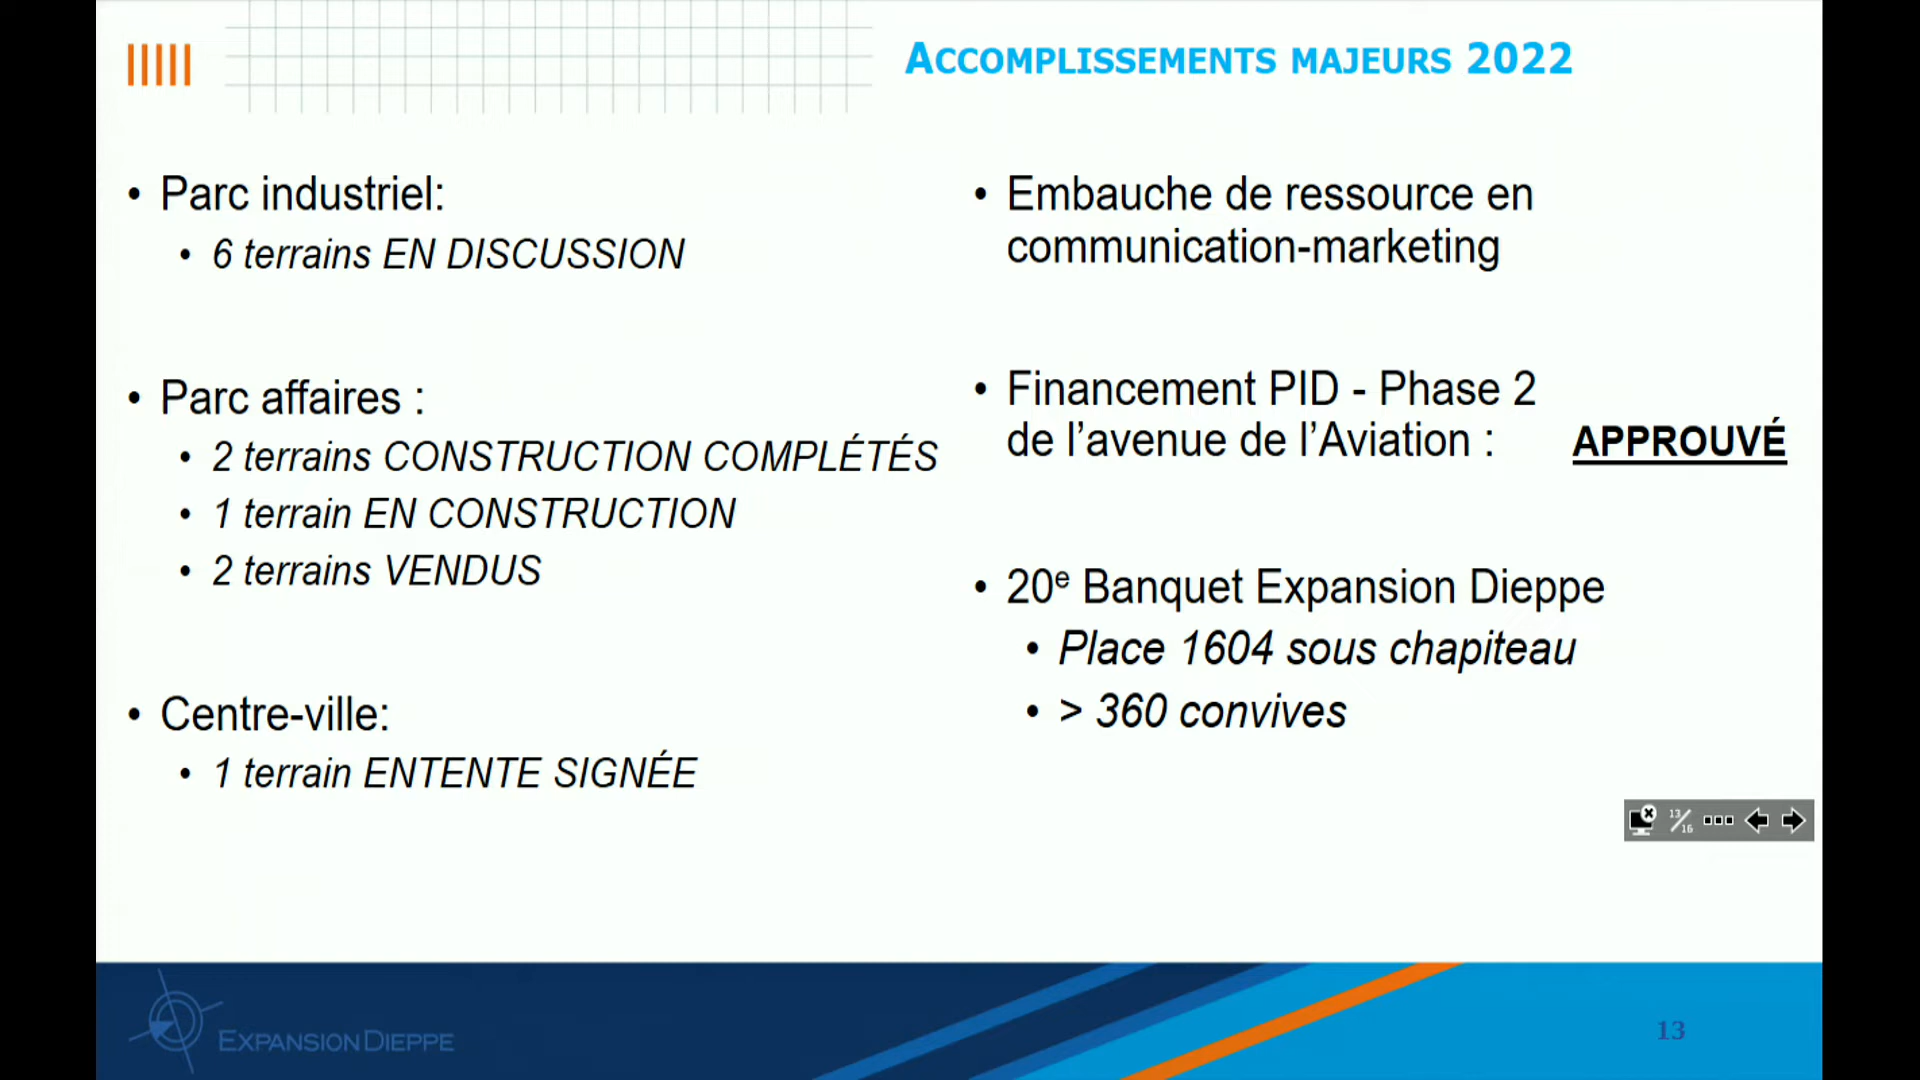 ACCOMPLISSEMENTS MAJEURS 2022
• Parc industriel:
• 6 terrains EN DISCUSSION
• Parc affaires :
• 2 terrains CONSTRUCTION COMPLÉTÉS
• 1 terrain EN CONSTRUCTION
• 2 terrains VENDUS
• Centre-ville:
• 1 terrain ENTENTE SIGNÉE
• Embauche de ressource en
communication-marketing
• Financement PID - Phase 2
de l’avenue de l’Aviation : APPROUVÉ
• 20e Banquet Expansion Dieppe
• Place 1604 sous chapiteau
• > 360 convives
13/16
EXPANSION DIEPPE
13